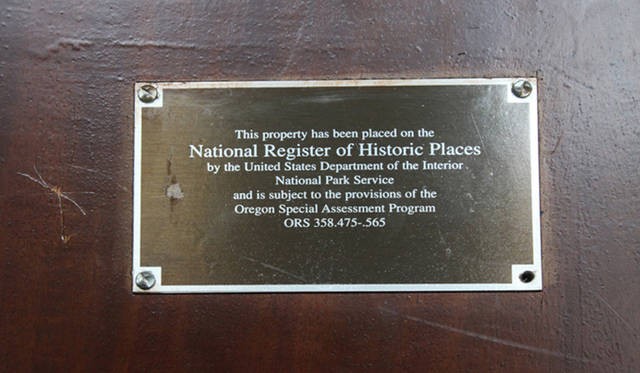 This property has been placed on the
National Register of Historic Places
by the United States Department of the Interior
National Park Service
and is subject to the provisions of the
Oregon Special Assessment Program
ORS 358.475-.565